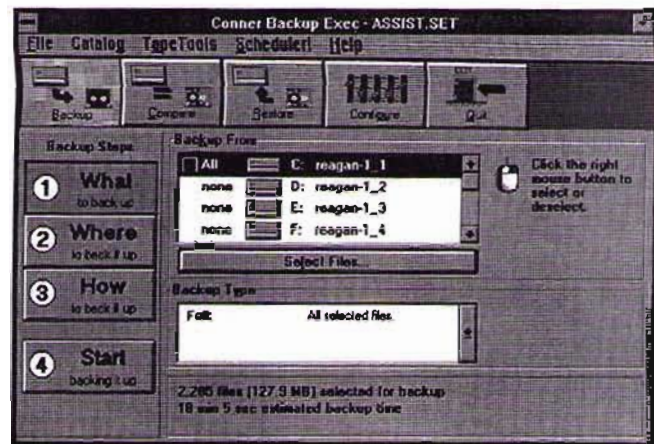 Conner Backup Exec - ASSIST.SET
File Catalog TapeTools Scheduler! Help
Backup Compare Restore Configure Quit
Backup Steps
1 What
to back up
2 Where
to back it up
3 How
to back it up
4 Start
backing it up
Backup From
All C: reagan-1_1
none D: reagan-1_2
none E: reagan-1_3
none F: reagan-1_4
Select Files...
Click the right
mouse button to
select or
deselect.
Backup Type
Full: All selected files.
2,285 files [127.9 MB] selected for backup
18 min 5 sec estimated backup time